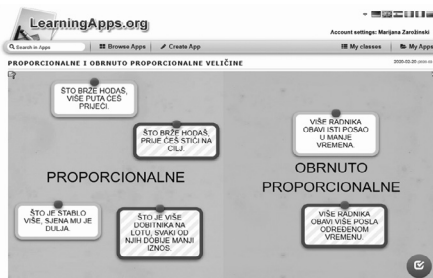 LearningApps.org
Account settings: Marijana Zarožinski
Search in Apps
Browse Apps
Create App
My classes
My Apps
PROPORCIONALNE I OBRNUTO PROPORCIONALNE VELIČINE
2020-03-20
ŠTO BRŽE HODAŠ,
VIŠE PUTA ĆEŠ
PRIJEĆI.
ŠTO BRŽE HODAŠ,
PRIJE ĆEŠ STIĆI NA
CILJ.
PROPORCIONALNE
ŠTO JE STABLO
VIŠE, SJENA MU JE
DULJA.
ŠTO JE VIŠE
DOBITNIKA NA
LOTU, SVAKI OD
NJIH DOBIJE MANJI
IZNOS.
VIŠE RADNIKA
OBAVI ISTI POSAO
U MANJE
VREMENA.
OBRNUTO
PROPORCIONALNE
VIŠE RADNIKA
OBAVI VIŠE POSLA
ODREĐENOM
VREMENU.